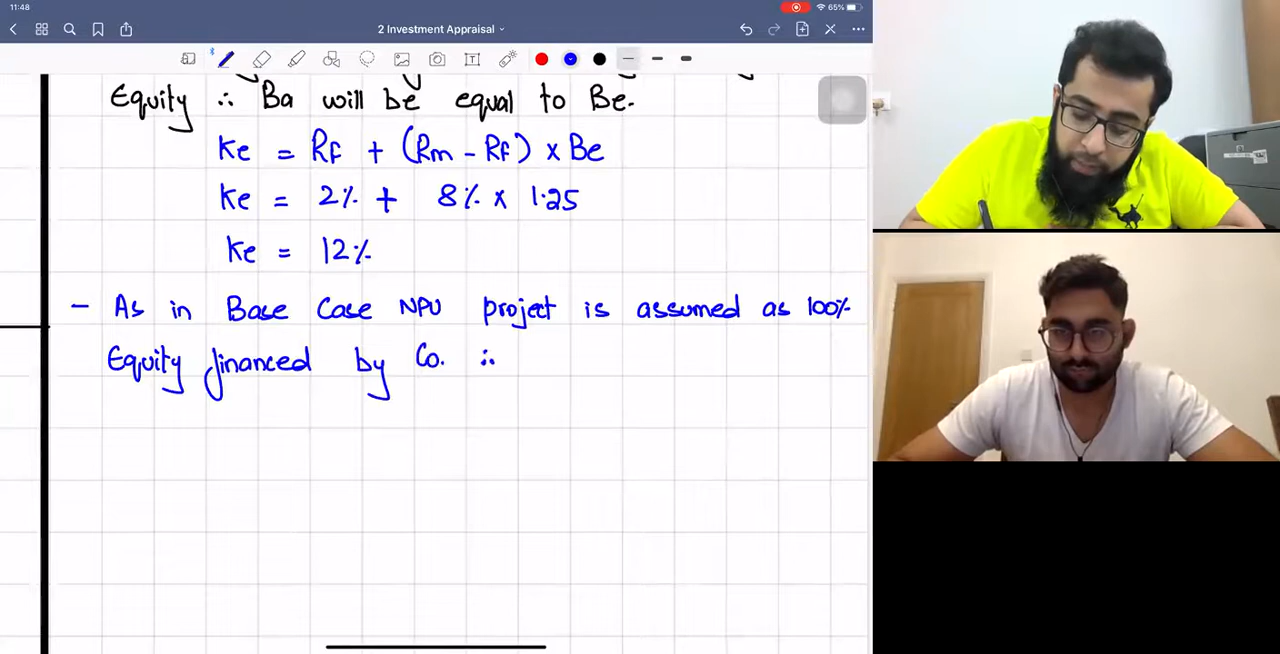 11:48
65%
2 Investment Appraisal
Equity ∴ Ba will be equal to Be.
Ke = Rf + (Rm - Rf) × Be
Ke = 2% + 8% × 1.25
Ke = 12%
- As in Base Case NPV project is assumed as 100%
Equity financed by Co. ∴